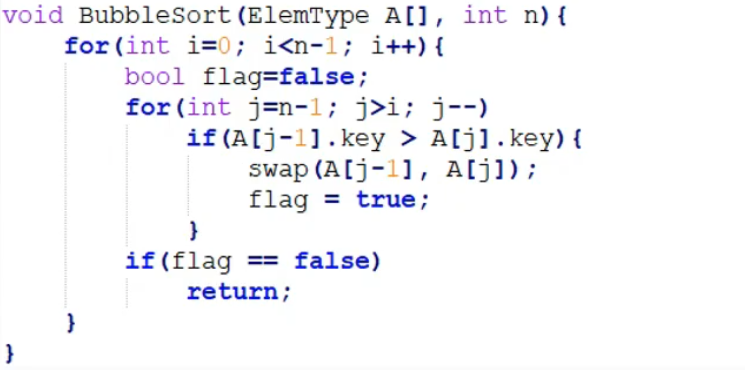 void BubbleSort(ElemType A[], int n){
    for(int i=0; i<n-1; i++){
        bool flag=false;
        for(int j=n-1; j>i; j--)
            if(A[j-1].key > A[j].key){
                swap(A[j-1], A[j]);
                flag = true;
            }
        if(flag == false)
            return;
    }
}